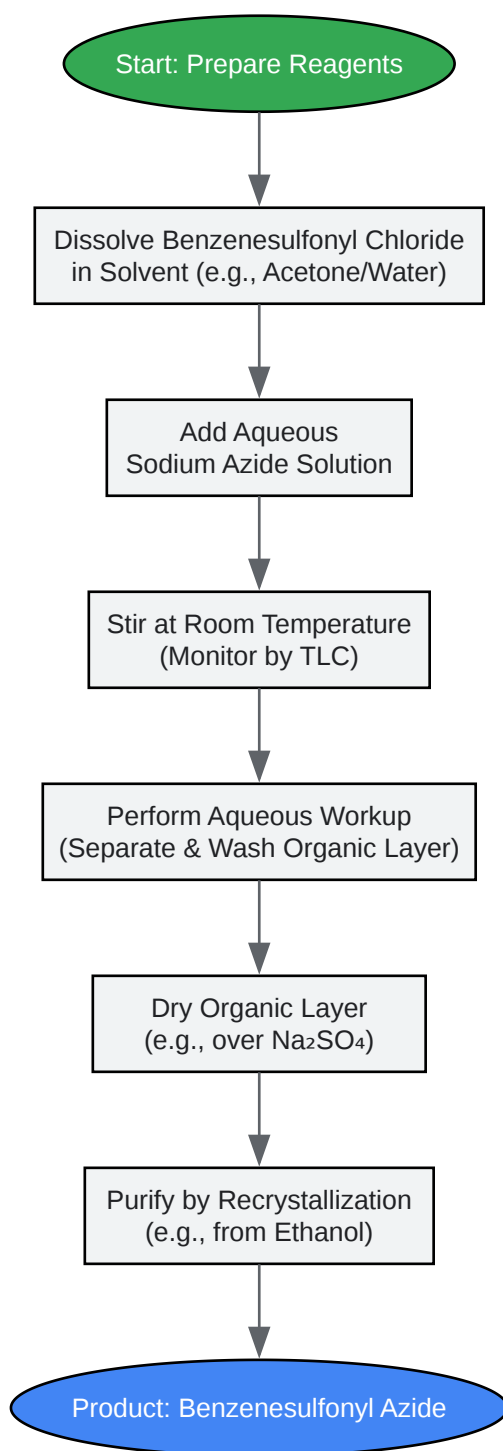 Start: Prepare Reagents
Dissolve Benzenesulfonyl Chloride
in Solvent (e.g., Acetone/Water)
Add Aqueous
Sodium Azide Solution
Stir at Room Temperature
(Monitor by TLC)
Perform Aqueous Workup
(Separate & Wash Organic Layer)
Dry Organic Layer
(e.g., over Na₂SO₄)
Purify by Recrystallization
(e.g., from Ethanol)
Product: Benzenesulfonyl Azide